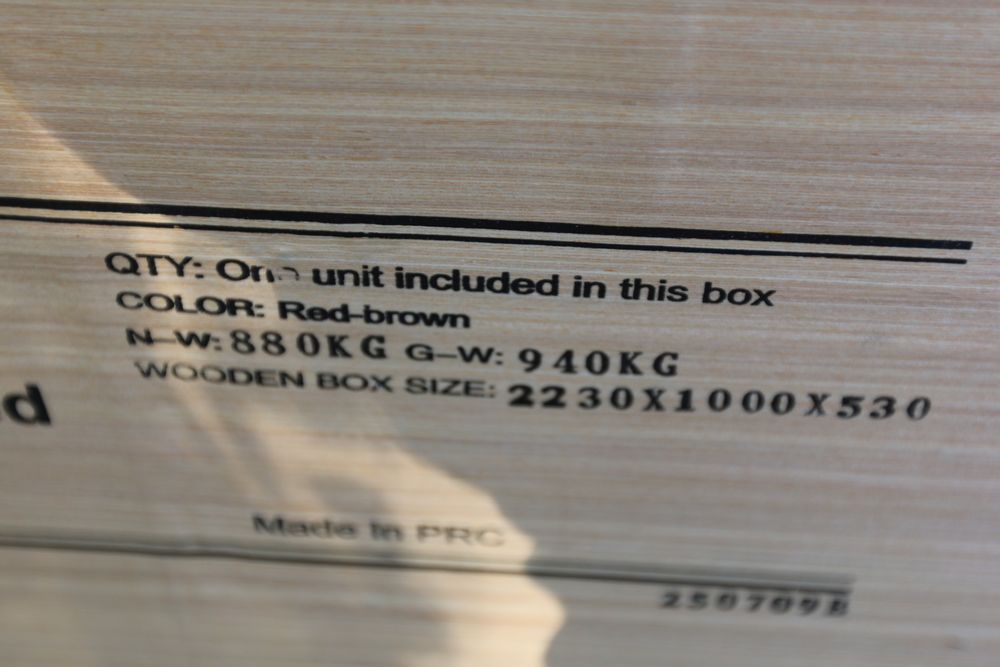 QTY: One unit included in this box
COLOR: Red-brown
N-W: 880KG G-W: 940KG
WOODEN BOX SIZE: 2230X1000X530
d
Made in PRC
250709B